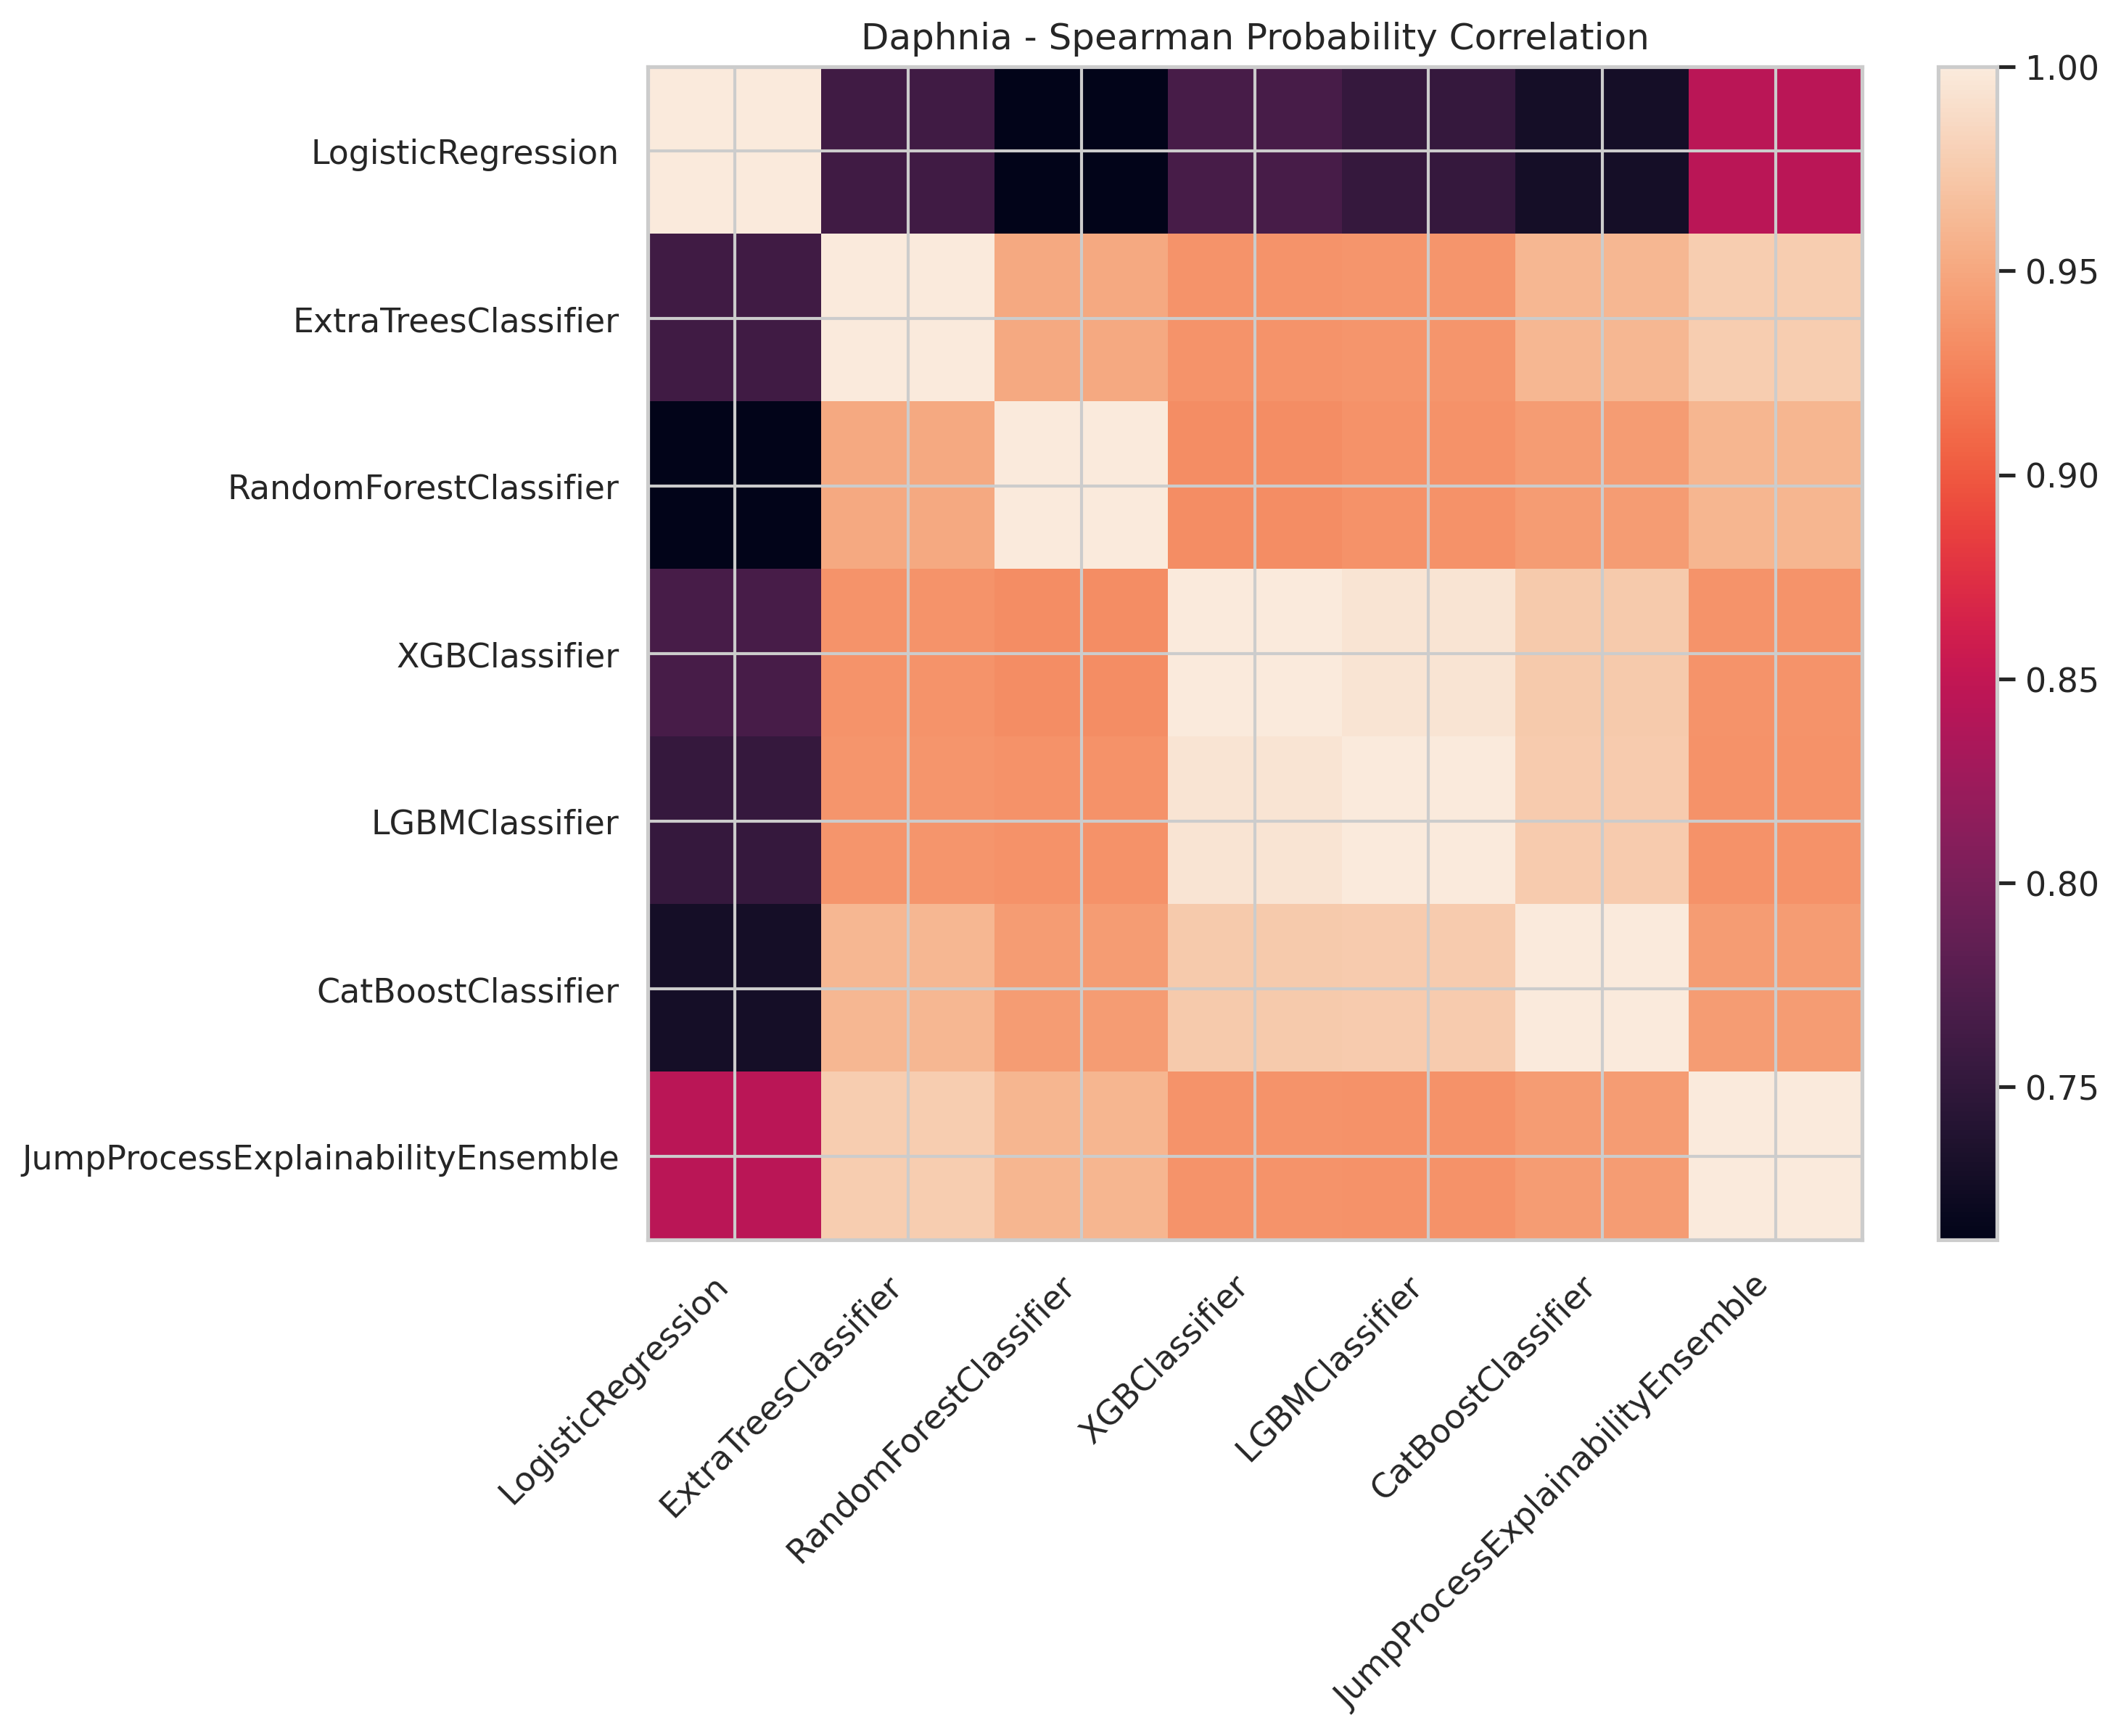 Daphnia - Spearman Probability Correlation
LogisticRegression
ExtraTreesClassifier
RandomForestClassifier
XGBClassifier
LGBMClassifier
CatBoostClassifier
JumpProcessExplainabilityEnsemble
LogisticRegression
ExtraTreesClassifier
RandomForestClassifier
XGBClassifier
LGBMClassifier
CatBoostClassifier
JumpProcessExplainabilityEnsemble
1.00
0.95
0.90
0.85
0.80
0.75